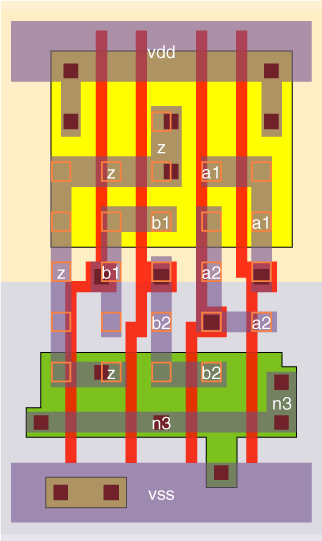 vdd
z
z a1
b1 a1
z b1 a2
b2 a2
z b2
n3
n3
vss